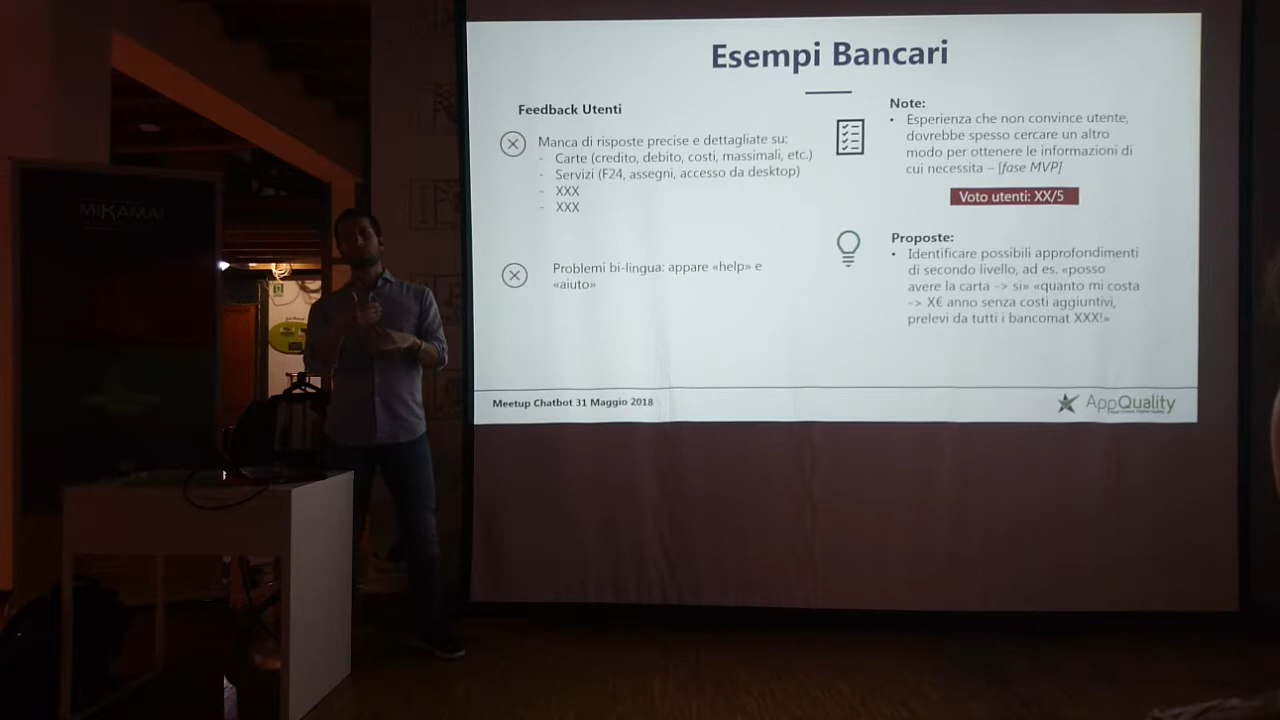 Esempi Bancari
Feedback Utenti
Manca di risposte precise e dettagliate su:
- Carte (credito, debito, costi, massimali, etc.)
- Servizi (F24, assegni, accesso da desktop)
- XXX
- XXX
Problemi bi-lingua: appare «help» e
«aiuto»
Note:
• Esperienza che non convince utente,
dovrebbe spesso cercare un altro
modo per ottenere le informazioni di
cui necessita – [fase MVP]
Voto utenti: XX/5
Proposte:
• Identificare possibili approfondimenti
di secondo livello, ad es. «posso
avere la carta -> si» «quanto mi costa
-> X€ anno senza costi aggiuntivi,
prelevi da tutti i bancomat XXX!»
Meetup Chatbot 31 Maggio 2018
AppQuality
MIKAMAI